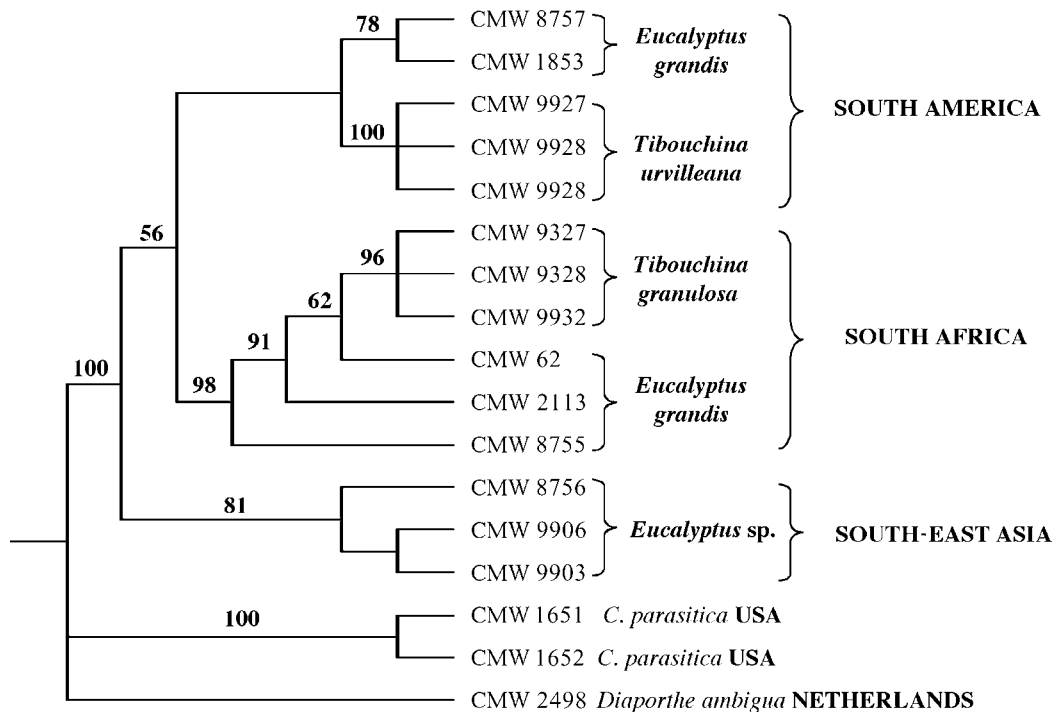 CMW 8757
78
Eucalyptus
grandis
CMW 1853
CMW 9927
SOUTH AMERICA
100
CMW 9928
Tibouchina
urvilleana
CMW 9928
56
CMW 9327
96
CMW 9328
Tibouchina
granulosa
62
CMW 9932
SOUTH AFRICA
91
CMW 62
100
98
CMW 2113
Eucalyptus
grandis
CMW 8755
CMW 8756
81
CMW 9906
Eucalyptus sp.
SOUTH-EAST ASIA
CMW 9903
100
CMW 1651 C. parasitica USA
CMW 1652 C. parasitica USA
CMW 2498 Diaporthe ambigua NETHERLANDS